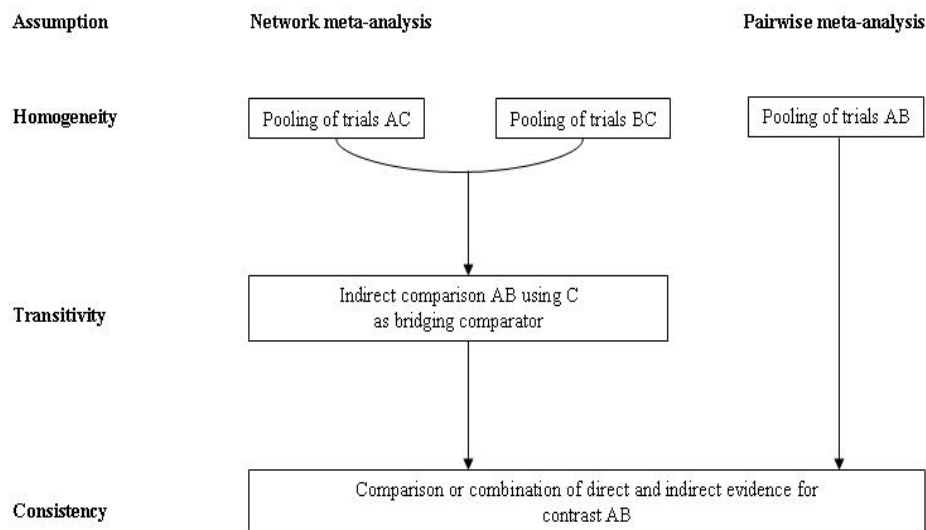 Assumption Network meta-analysis Pairwise meta-analysis
Homogeneity Pooling of trials AC Pooling of trials BC Pooling of trials AB
Indirect comparison AB using C
Transitivity as bridging comparator
Comparison or combination of direct and indirect evidence for
Consistency contrast AB